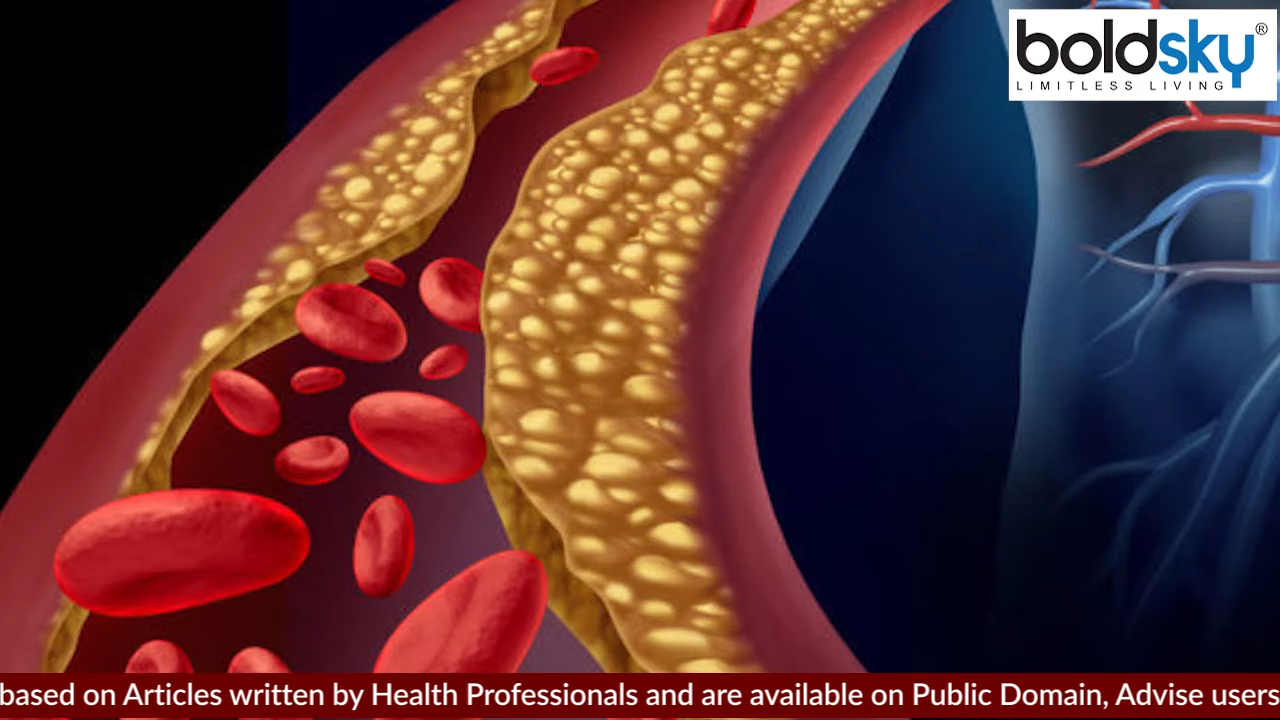 boldsky®
LIMITLESS LIVING
based on Articles written by Health Professionals and are available on Public Domain, Advise users